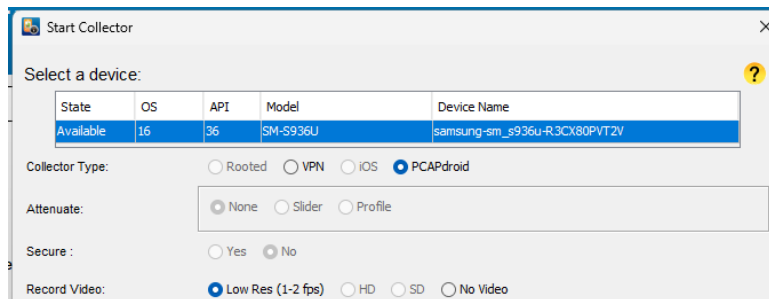 Start Collector
Select a device:
?
State OS API Model Device Name
Available 16 36 SM-S936U samsung-sm_s936u-R3CX80PVT2V
Collector Type: Rooted VPN iOS PCAPdroid
Attenuate: None Slider Profile
Secure : Yes No
Record Video: Low Res (1-2 fps) HD SD No Video